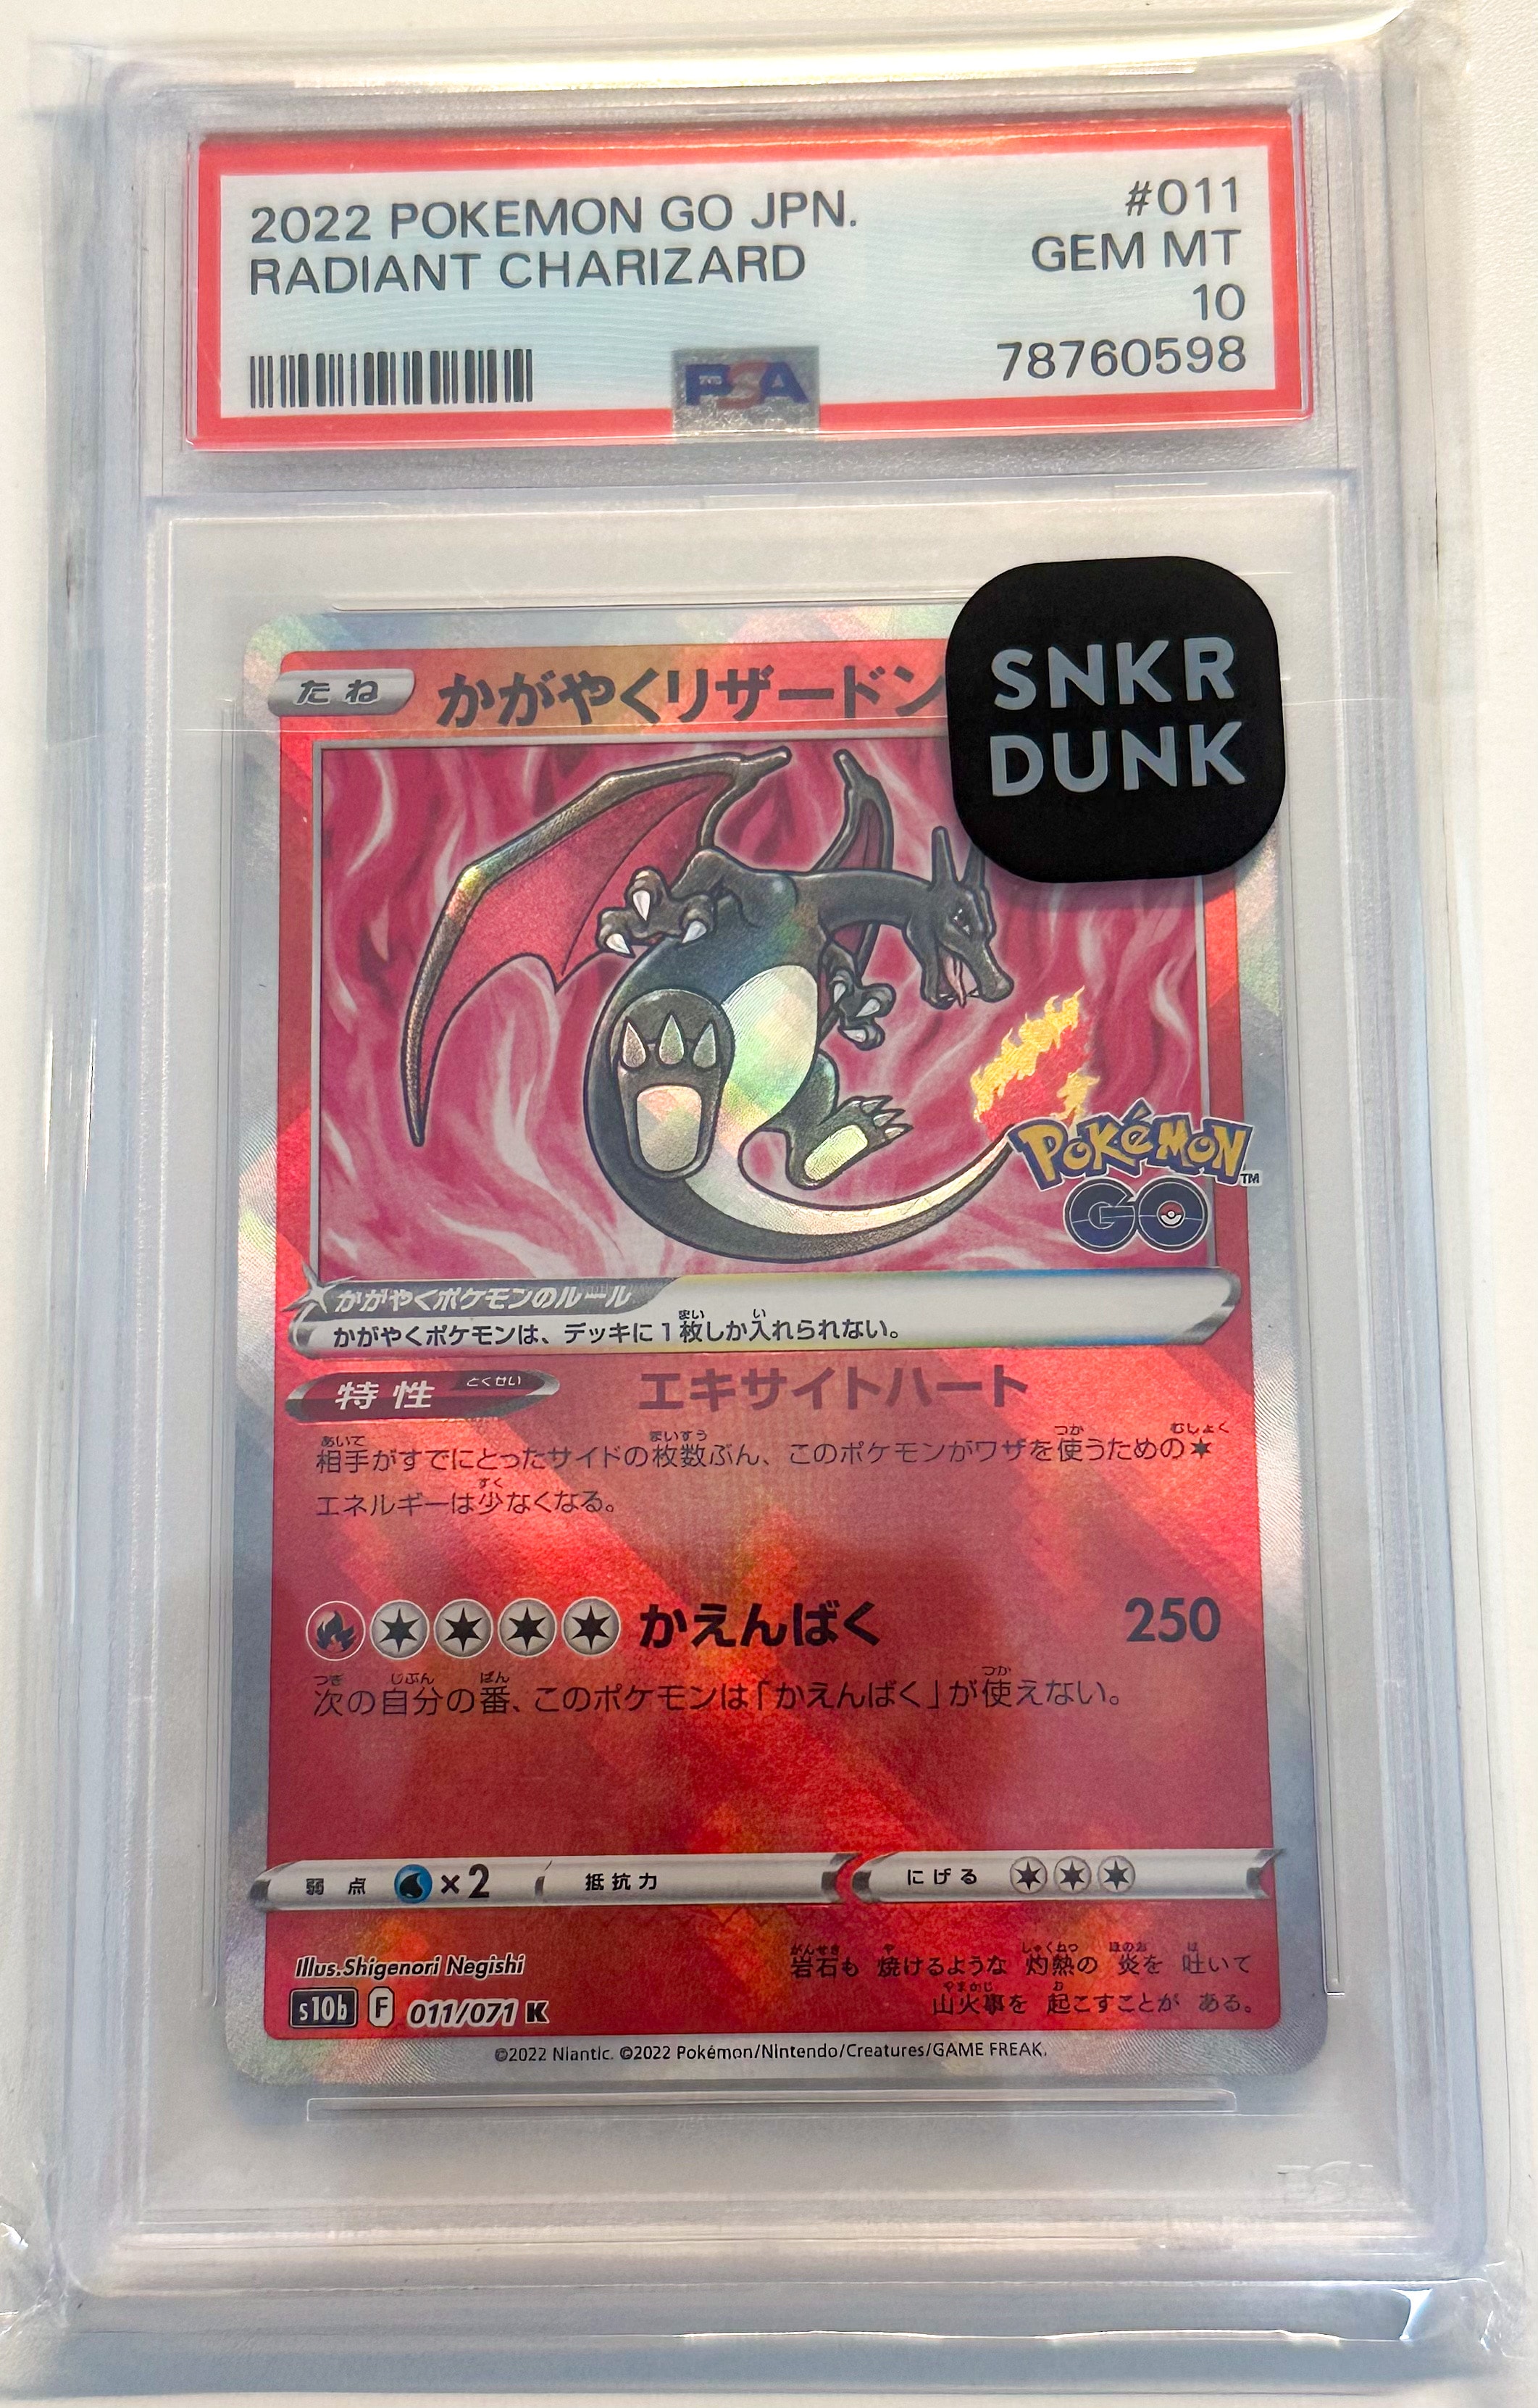 2022 POKEMON GO JPN. #011
RADIANT CHARIZARD GEM MT
10
PSA 78760598
SNKR
DUNK
たね かがやくリザードン
Pokémon™
GO
かがやくポケモンのルール
かがやくポケモンは、デッキに1枚しか入れられない。
特性 とくせい エキサイトハート
相手がすでにとったサイドの枚数ぶん、このポケモンがワザを使うための
エネルギーは少なくなる。
かえんばく 250
次の自分の番、このポケモンは「かえんばく」が使えない。
弱点 ×2 抵抗力 にげる
Illus.Shigenori Negishi
岩石も 焼けるような 灼熱の 炎を 吐いて
山火事を 起こすことが ある。
s10b F 011/071 K
©2022 Niantic. ©2022 Pokémon/Nintendo/Creatures/GAME FREAK.